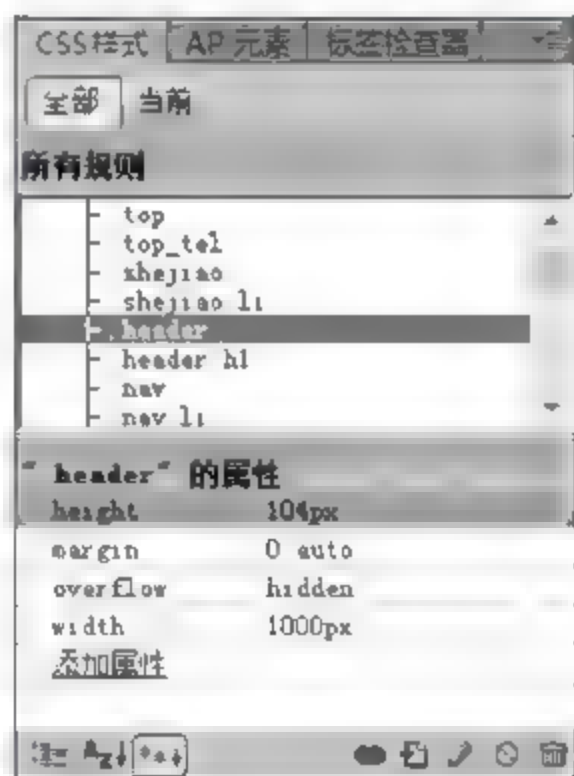 CSS样式 AP 元素 标签检查器
全部 当前
所有规则
top
top_tel
shejiao
shejiao li
.header
header h1
nav
nav li
" header" 的属性
height 104px
margin 0 auto
overflow hidden
width 1000px
添加属性